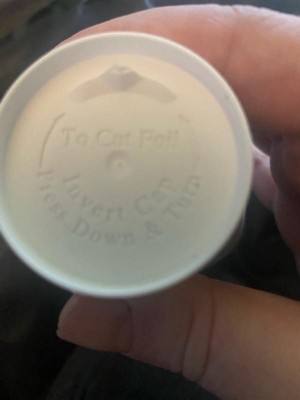 To Cut Foil
Invert Cap
Press Down & Turn